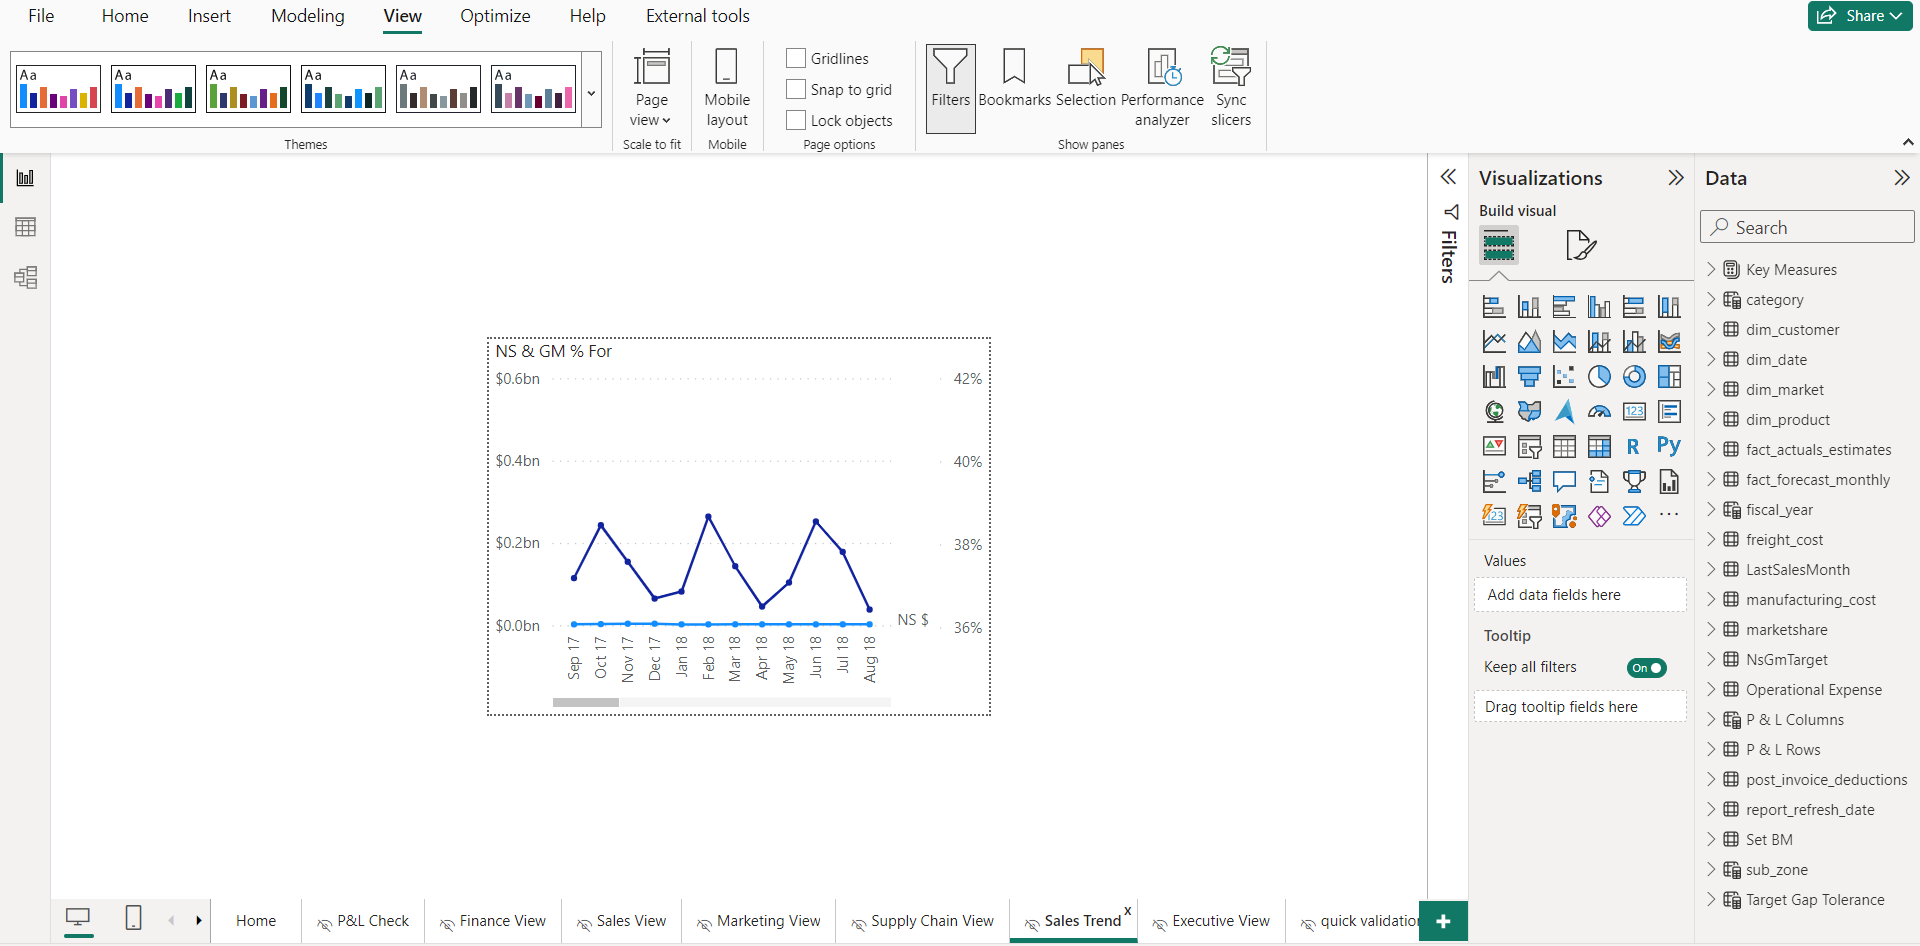 File Home Insert Modeling View Optimize Help External tools Share
Aa Aa Aa Aa Aa Aa
Themes
Page view
Scale to fit
Mobile layout
Mobile
Gridlines
Snap to grid
Lock objects
Page options
Filters Bookmarks Selection Performance analyzer Sync slicers
Show panes
NS & GM % For
$0.6bn
$0.4bn
$0.2bn
$0.0bn
42%
40%
38%
36%
NS $
Sep 17
Oct 17
Nov 17
Dec 17
Jan 18
Feb 18
Mar 18
Apr 18
May 18
Jun 18
Jul 18
Aug 18
Filters
Visualizations
Build visual
123
R
Py
123
Values
Add data fields here
Tooltip
Keep all filters
On
Drag tooltip fields here
Data
Search
Key Measures
category
dim_customer
dim_date
dim_market
dim_product
fact_actuals_estimates
fact_forecast_monthly
fiscal_year
freight_cost
LastSalesMonth
manufacturing_cost
marketshare
NsGmTarget
Operational Expense
P & L Columns
P & L Rows
post_invoice_deductions
report_refresh_date
Set BM
sub_zone
Target Gap Tolerance
Home P&L Check Finance View Sales View Marketing View Supply Chain View Sales Trend x Executive View quick validation +